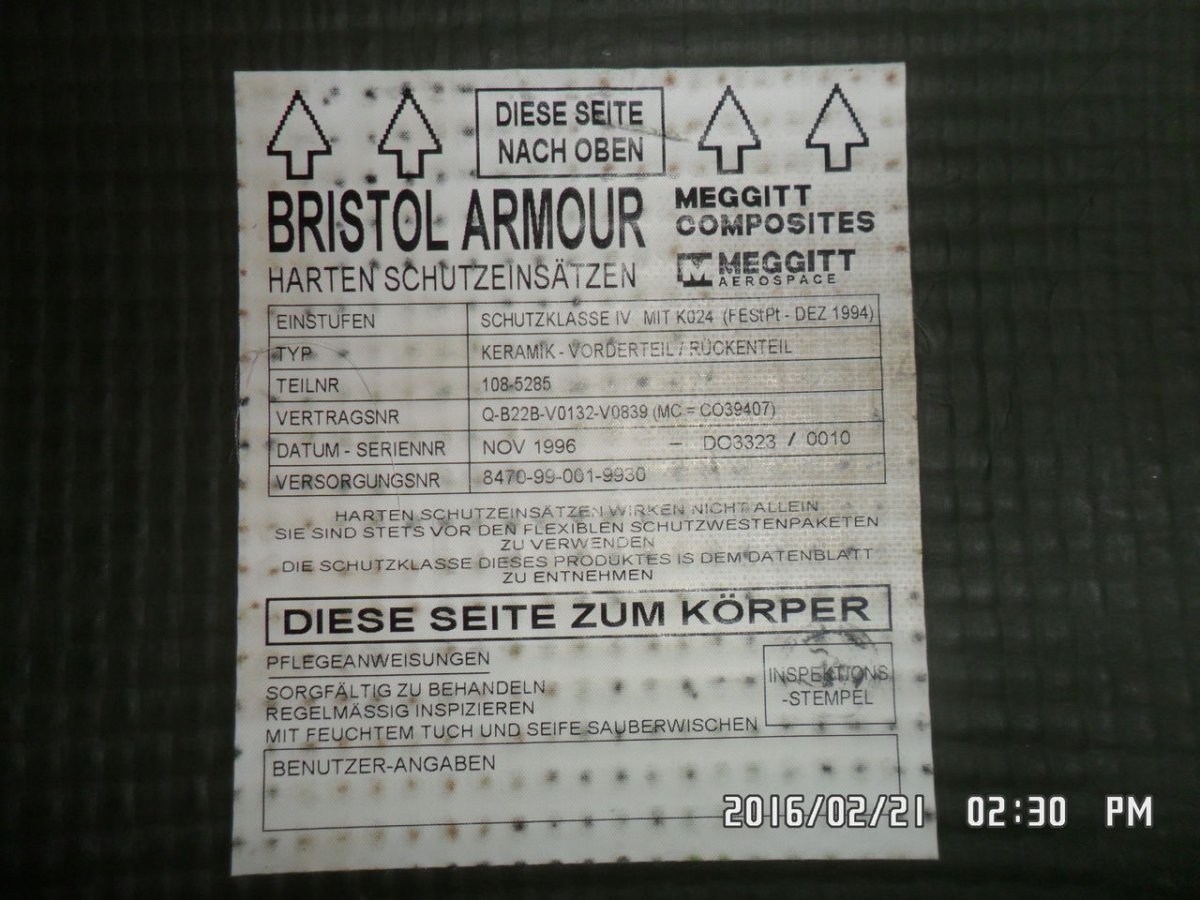 DIESE SEITE
NACH OBEN
BRISTOL ARMOUR
MEGGITT
COMPOSITES
HARTEN SCHUTZEINSÄTZEN
MEGGITT
AEROSPACE
EINSTUFEN SCHUTZKLASSE IV MIT K024 (FEStPt - DEZ 1994)
TYP KERAMIK - VORDERTEIL / RÜCKENTEIL
TEILNR 108-5285
VERTRAGSNR Q-B22B-V0132-V0839 (MC = CO39407)
DATUM - SERIENNR NOV 1996 - DC3323 / 0010
VERSORGUNGSNR 8470-99-001-9930
HARTEN SCHUTZEINSÄTZEN WIRKEN NICHT ALLEIN
SIE SIND STETS VOR DEN FLEXIBLEN SCHUTZWESTENPAKETEN
ZU VERWENDEN
DIE SCHUTZKLASSE DIESES PRODUKTES IS DEM DATENBLATT
ZU ENTNEHMEN
DIESE SEITE ZUM KÖRPER
PFLEGEANWEISUNGEN
SORGFÄLTIG ZU BEHANDELN
REGELMÄSSIG INSPIZIEREN
MIT FEUCHTEM TUCH UND SEIFE SAUBERWISCHEN
INSPEKTIONS
-STEMPEL
BENUTZER-ANGABEN
2016/02/21 02:30 PM